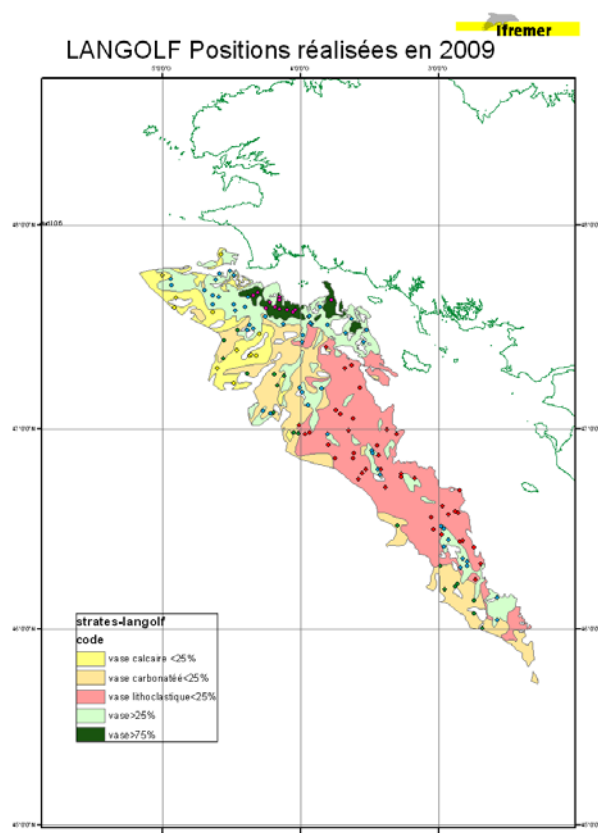 Ifremer
LANGOLF Positions réalisées en 2009
strates-langolf
code
vase calcaire <25%
vase carbonatéé<25%
vase lithoclastique<25%
vase>25%
vase>75%